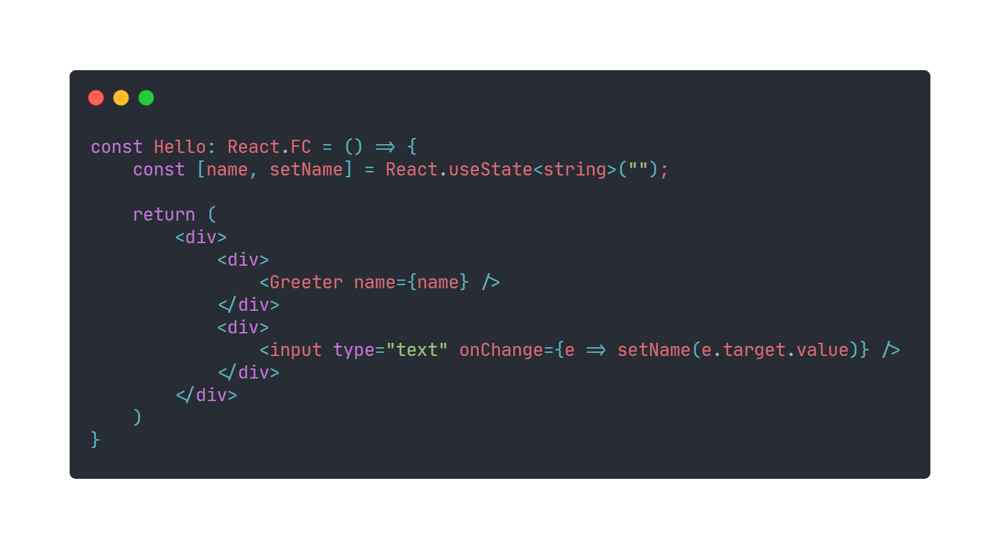 const Hello: React.FC = () => {
    const [name, setName] = React.useState<string>("");

    return (
        <div>
            <div>
                <Greeter name={name} />
            </div>
            <div>
                <input type="text" onChange={e => setName(e.target.value)} />
            </div>
        </div>
    )
}